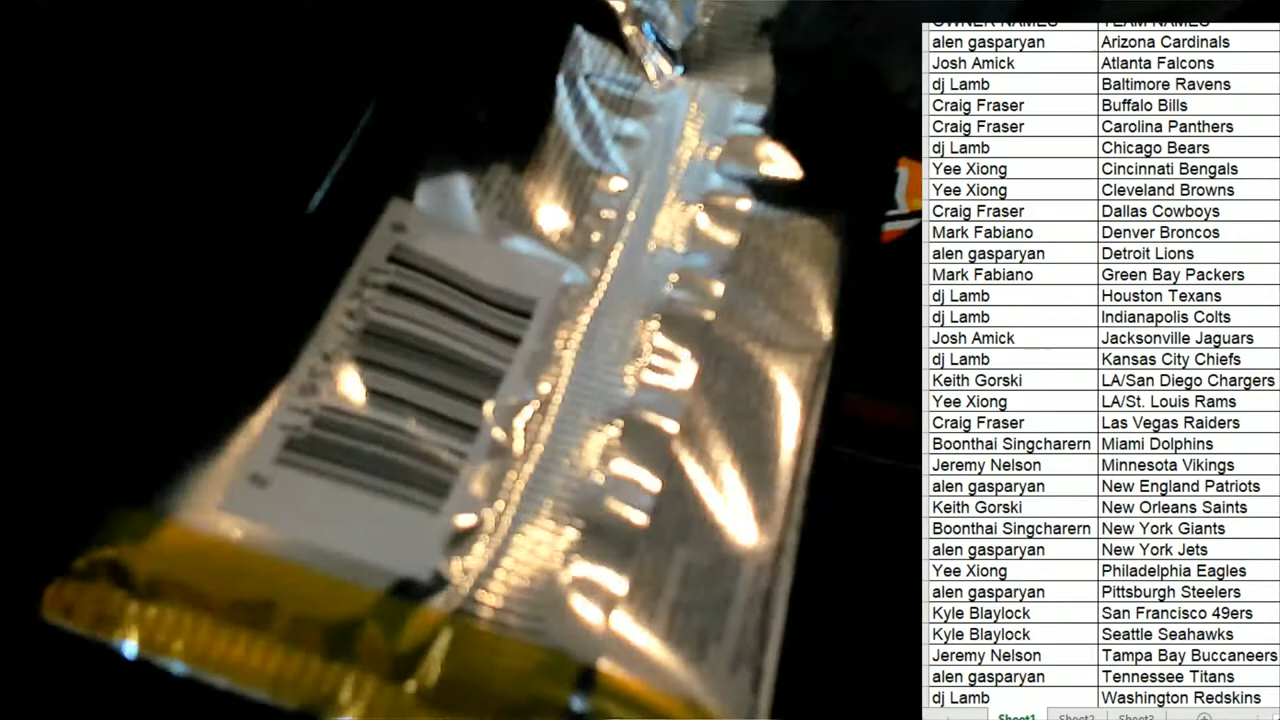 OWNER NAMES TEAM NAMES
alen gasparyan Arizona Cardinals
Josh Amick Atlanta Falcons
dj Lamb Baltimore Ravens
Craig Fraser Buffalo Bills
Craig Fraser Carolina Panthers
dj Lamb Chicago Bears
Yee Xiong Cincinnati Bengals
Yee Xiong Cleveland Browns
Craig Fraser Dallas Cowboys
Mark Fabiano Denver Broncos
alen gasparyan Detroit Lions
Mark Fabiano Green Bay Packers
dj Lamb Houston Texans
dj Lamb Indianapolis Colts
Josh Amick Jacksonville Jaguars
dj Lamb Kansas City Chiefs
Keith Gorski LA/San Diego Chargers
Yee Xiong LA/St. Louis Rams
Craig Fraser Las Vegas Raiders
Boonthai Singcharern Miami Dolphins
Jeremy Nelson Minnesota Vikings
alen gasparyan New England Patriots
Keith Gorski New Orleans Saints
Boonthai Singcharern New York Giants
alen gasparyan New York Jets
Yee Xiong Philadelphia Eagles
alen gasparyan Pittsburgh Steelers
Kyle Blaylock San Francisco 49ers
Kyle Blaylock Seattle Seahawks
Jeremy Nelson Tampa Bay Buccaneers
alen gasparyan Tennessee Titans
dj Lamb Washington Redskins
Sheet1 Sheet2 Sheet3